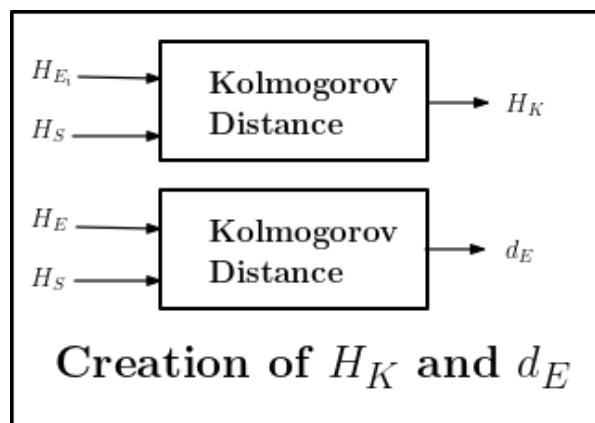 H_{E_1}
Kolmogorov
Distance
H_S
H_K
H_E
Kolmogorov
Distance
H_S
d_E
Creation of H_K and d_E